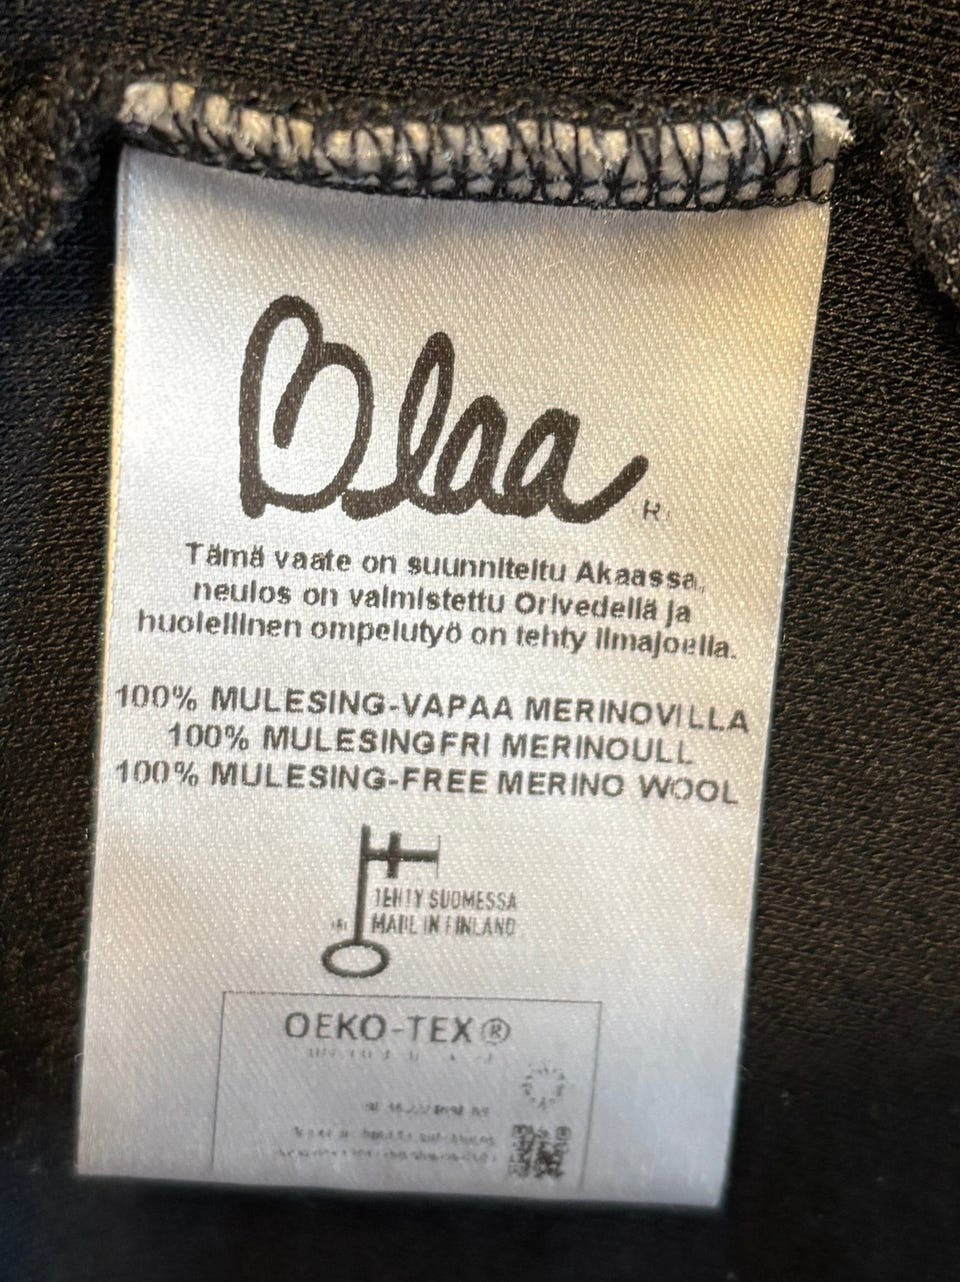 Blaa®
Tämä vaate on suunniteltu Akaassa,
neulos on valmistettu Orivedellä ja
huolellinen ompelutyö on tehty Ilmajoella.
100% MULESING-VAPAA MERINOVILLA
100% MULESINGFRI MERINOULL
100% MULESING-FREE MERINO WOOL
TEHTY SUOMESSA
MADE IN FINLAND
OEKO-TEX®